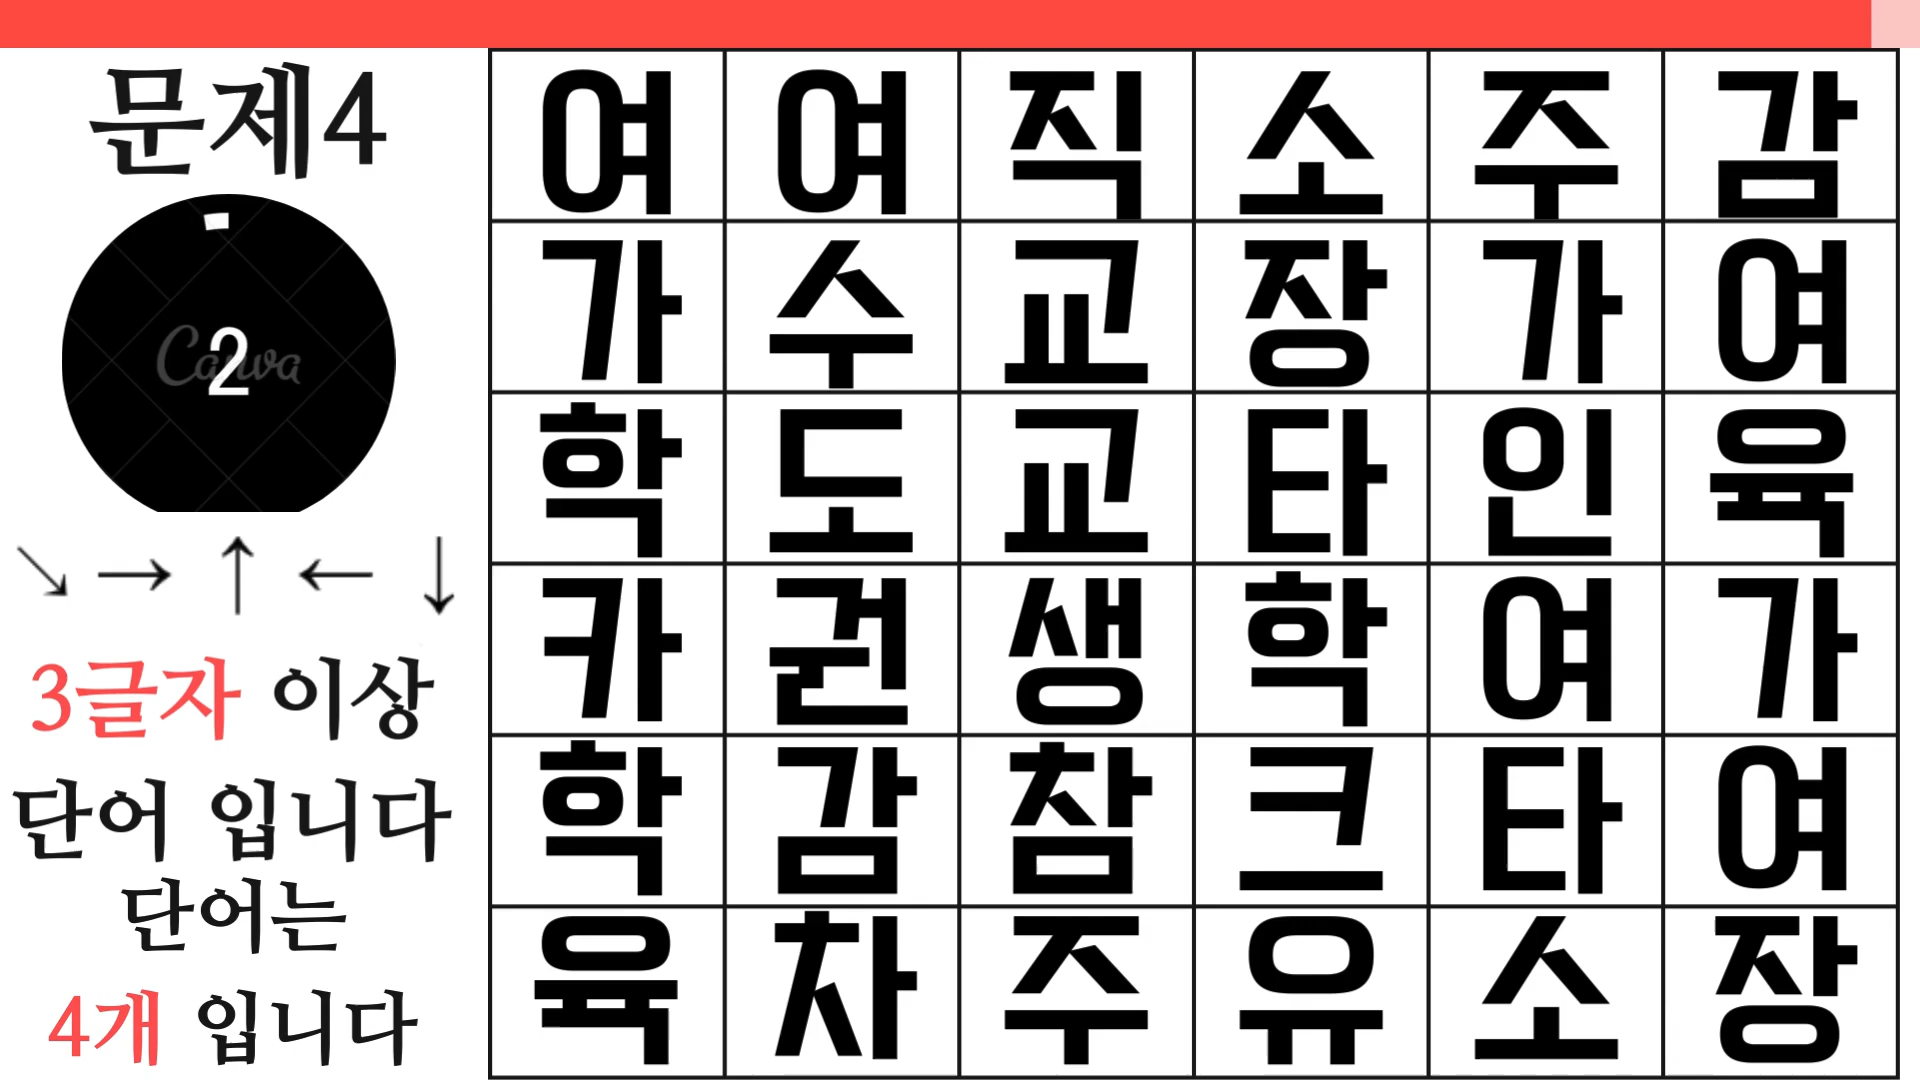 문제4
Canva
2
↘ → ↑ ← ↓
3글자 이상
단어 입니다
단어는
4개 입니다
여 여 직 소 주 감
가 수 교 장 가 여
학 도 교 타 인 육
카 권 생 학 여 가
학 감 참 크 타 여
육 차 주 유 소 장